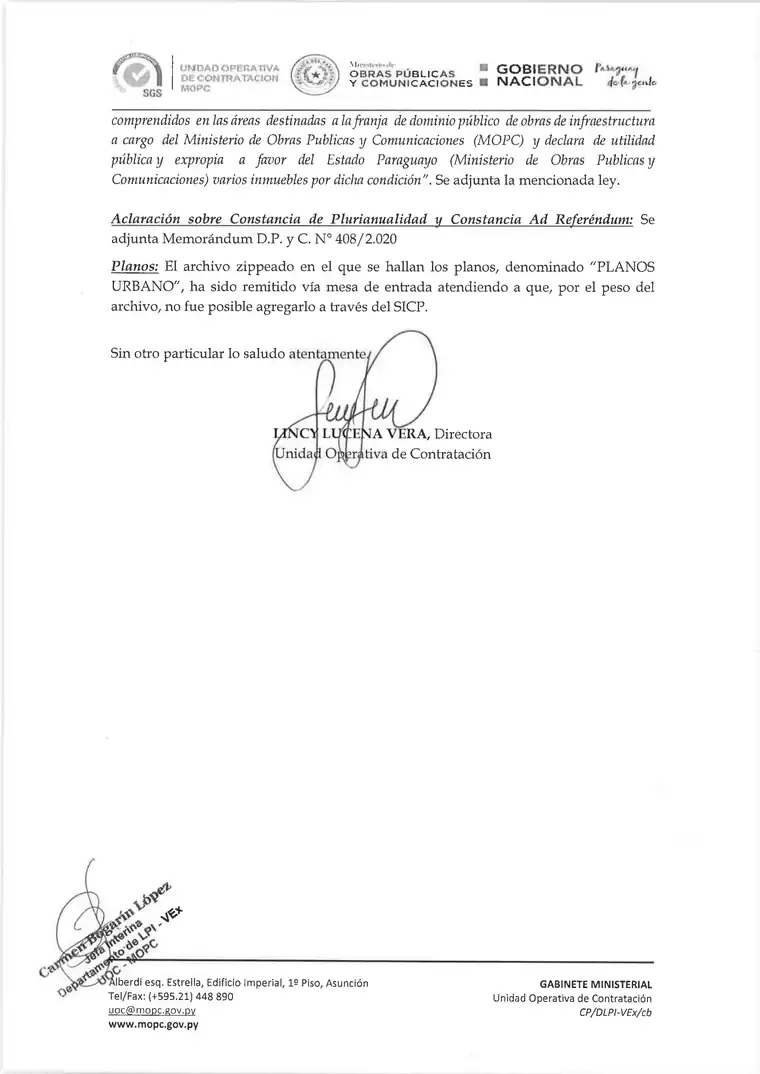 UNIDAD OPERATIVA
DE CONTRATACION
MOPC
SGS
Ministerio de
OBRAS PÚBLICAS
Y COMUNICACIONES
GOBIERNO
NACIONAL
Paraguay
de la gente
comprendidos en las áreas destinadas a la franja de dominio público de obras de infraestructura
a cargo del Ministerio de Obras Publicas y Comunicaciones (MOPC) y declara de utilidad
pública y expropia a favor del Estado Paraguayo (Ministerio de Obras Publicas y
Comunicaciones) varios inmuebles por dicha condición". Se adjunta la mencionada ley.
Aclaración sobre Constancia de Plurianualidad y Constancia Ad Referéndum: Se
adjunta Memorándum D.P. y C. N° 408/2.020
Planos: El archivo zippeado en el que se hallan los planos, denominado "PLANOS
URBANO", ha sido remitido vía mesa de entrada atendiendo a que, por el peso del
archivo, no fue posible agregarlo a través del SICP.
Sin otro particular lo saludo atentamente,
LINCY LUCENA VERA, Directora
Unidad Operativa de Contratación
Carmen Bogarín López
Jefa Interina
Departamento de LPI - VEx
UOC - MOPC
Alberdi esq. Estrella, Edificio Imperial, 1º Piso, Asunción
Tel/Fax: (+595.21) 448 890
uoc@mopc.gov.py
www.mopc.gov.py
GABINETE MINISTERIAL
Unidad Operativa de Contratación
CP/DLPI-VEx/cb